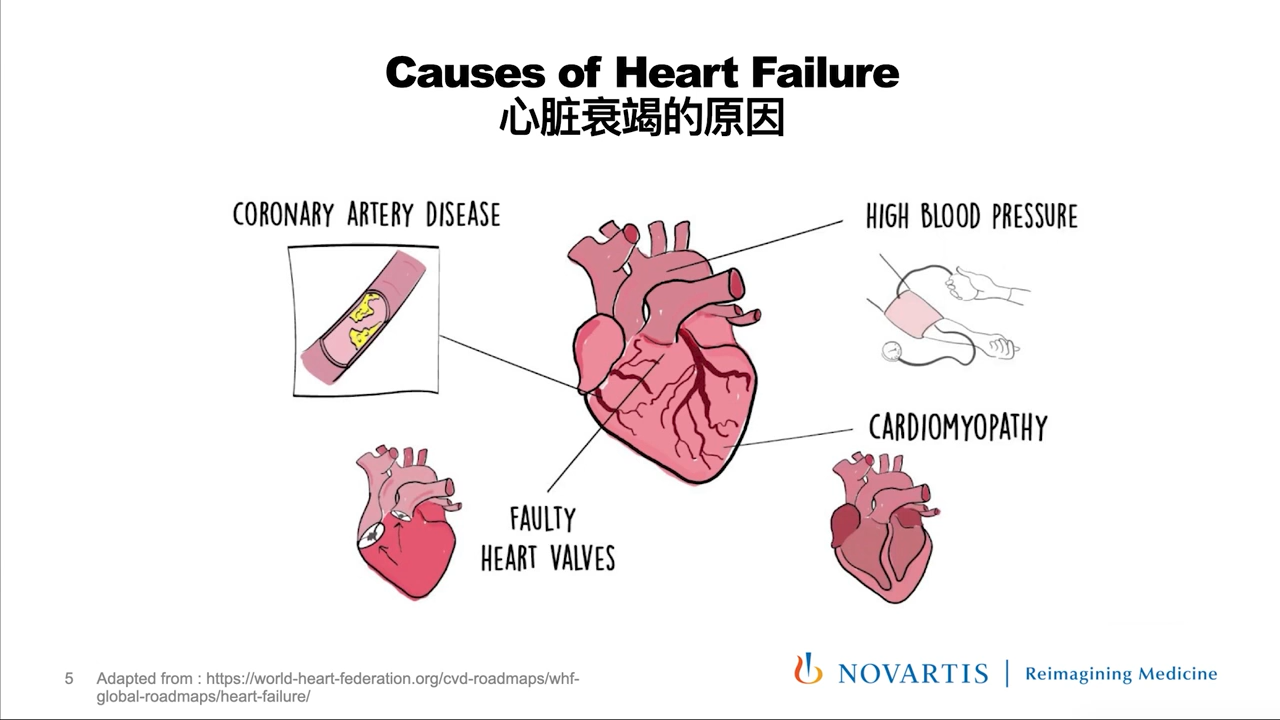 Causes of Heart Failure
心脏衰竭的原因
CORONARY ARTERY DISEASE
HIGH BLOOD PRESSURE
CARDIOMYOPATHY
FAULTY
HEART VALVES
5 Adapted from : https://world-heart-federation.org/cvd-roadmaps/whf-
global-roadmaps/heart-failure/
NOVARTIS | Reimagining Medicine